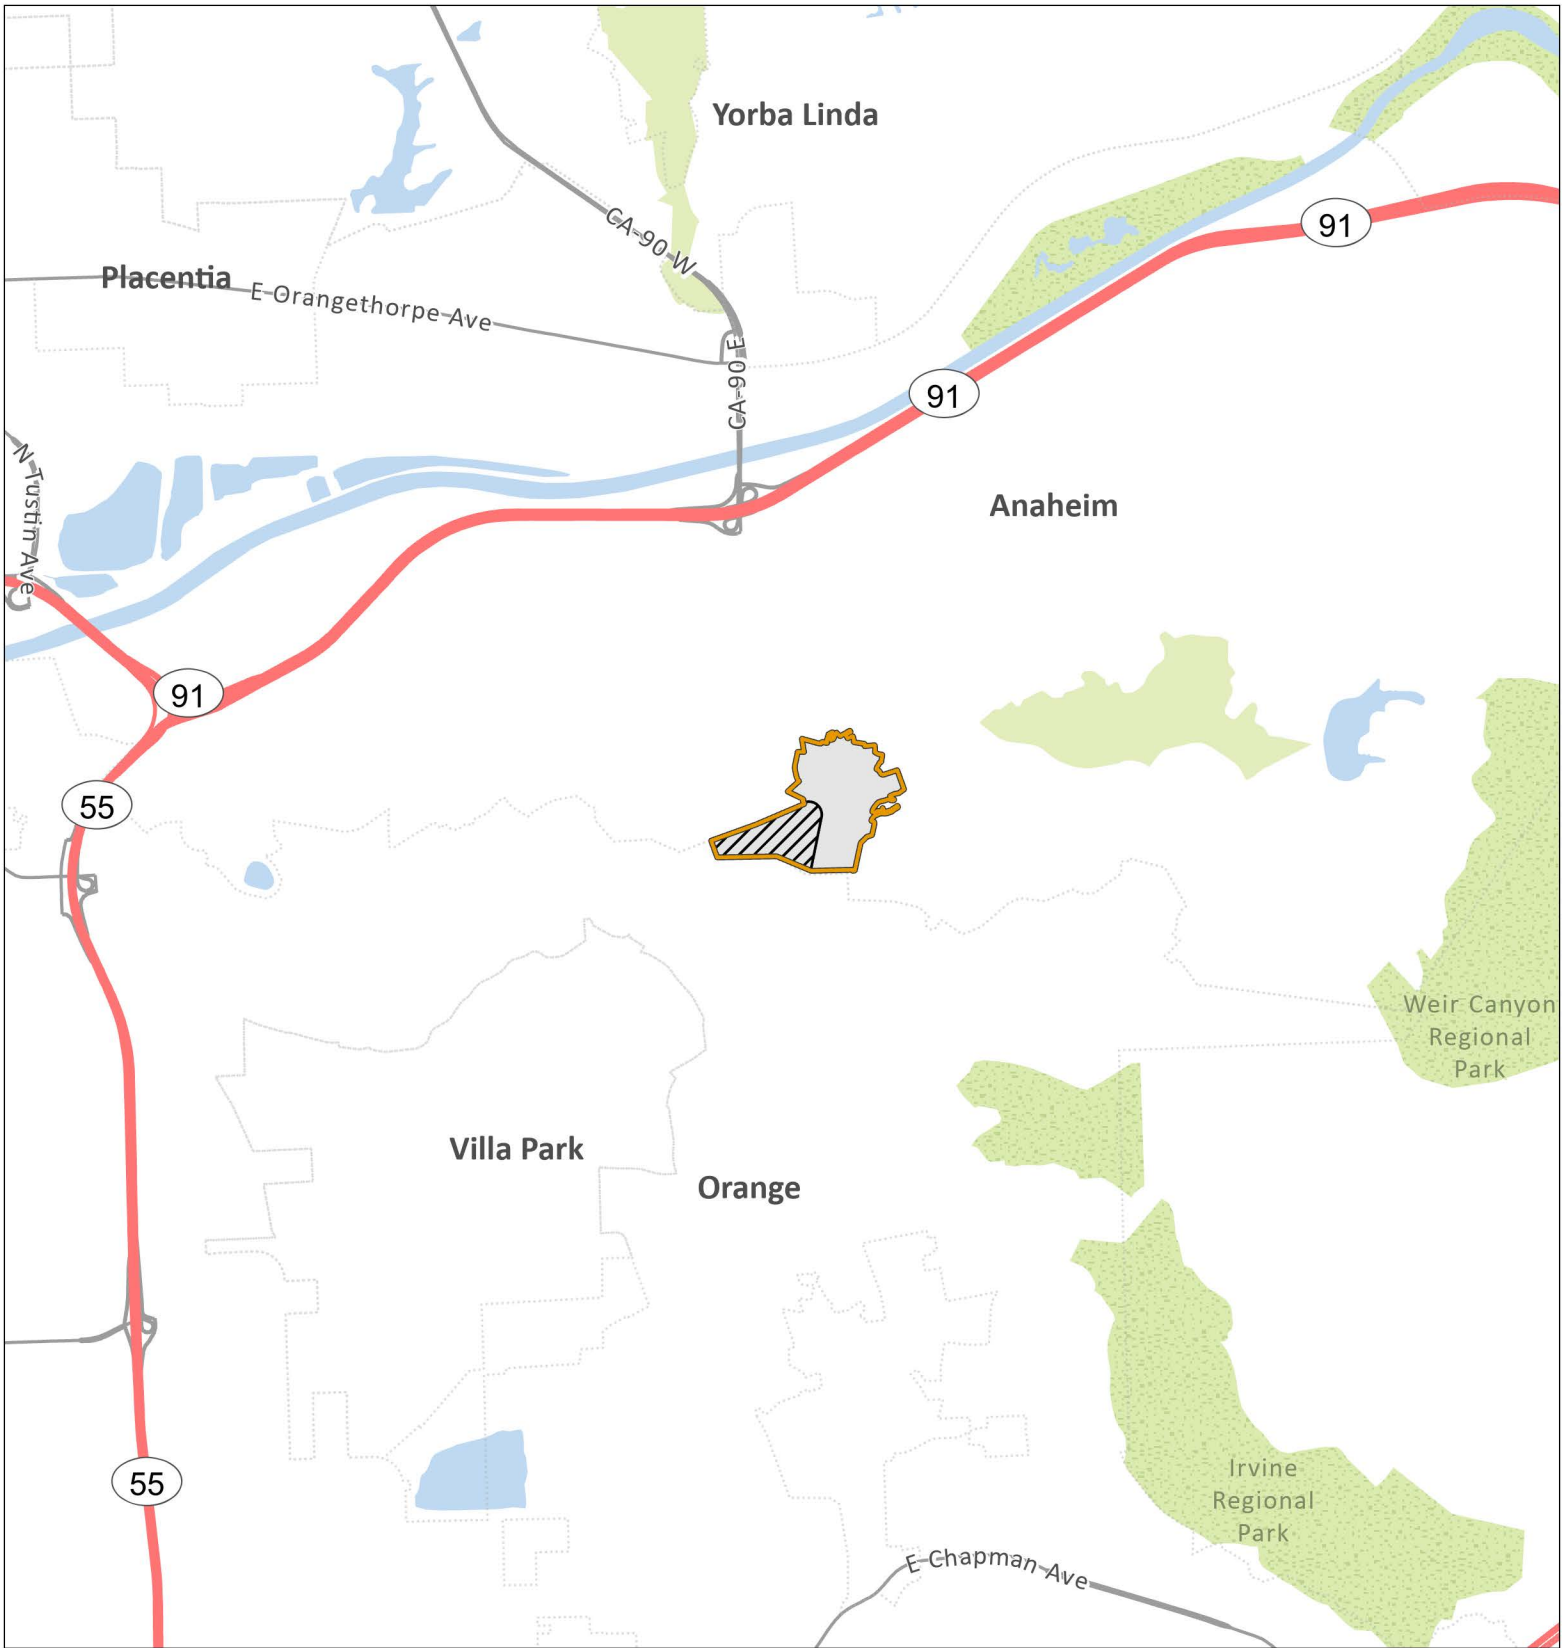 Yorba Linda
CA-90 W
91
Placentia
E Orangethorpe Ave
CA-90 E
91
N Tustin Ave
Anaheim
91
55
Weir Canyon
Regional
Park
Villa Park
Orange
55
Irvine
Regional
Park
E Chapman Ave